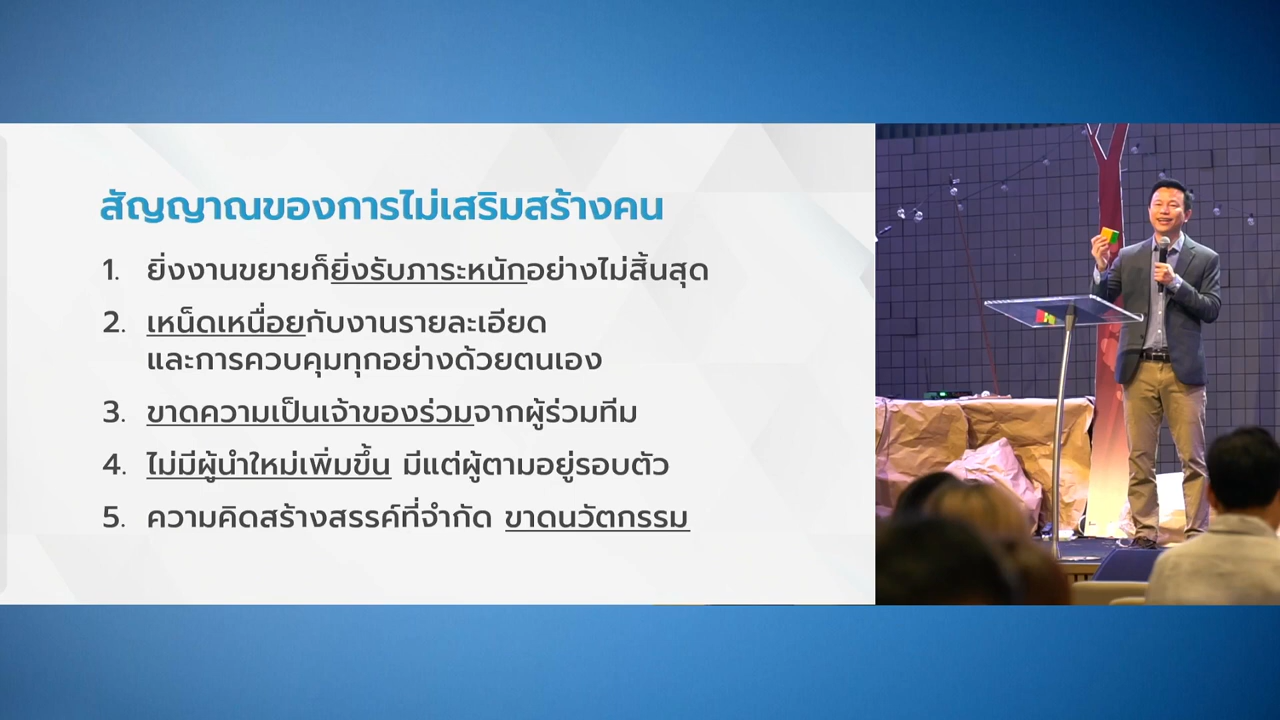 สัญญาณของการไม่เสริมสร้างคน
1. ยิ่งงานขยายก็ยิ่งรับภาระหนักอย่างไม่สิ้นสุด
2. เหน็ดเหนื่อยกับงานรายละเอียด
และการควบคุมทุกอย่างด้วยตนเอง
3. ขาดความเป็นเจ้าของร่วมจากผู้ร่วมทีม
4. ไม่มีผู้นำใหม่เพิ่มขึ้น มีแต่ผู้ตามอยู่รอบตัว
5. ความคิดสร้างสรรค์ที่จำกัด ขาดนวัตกรรม